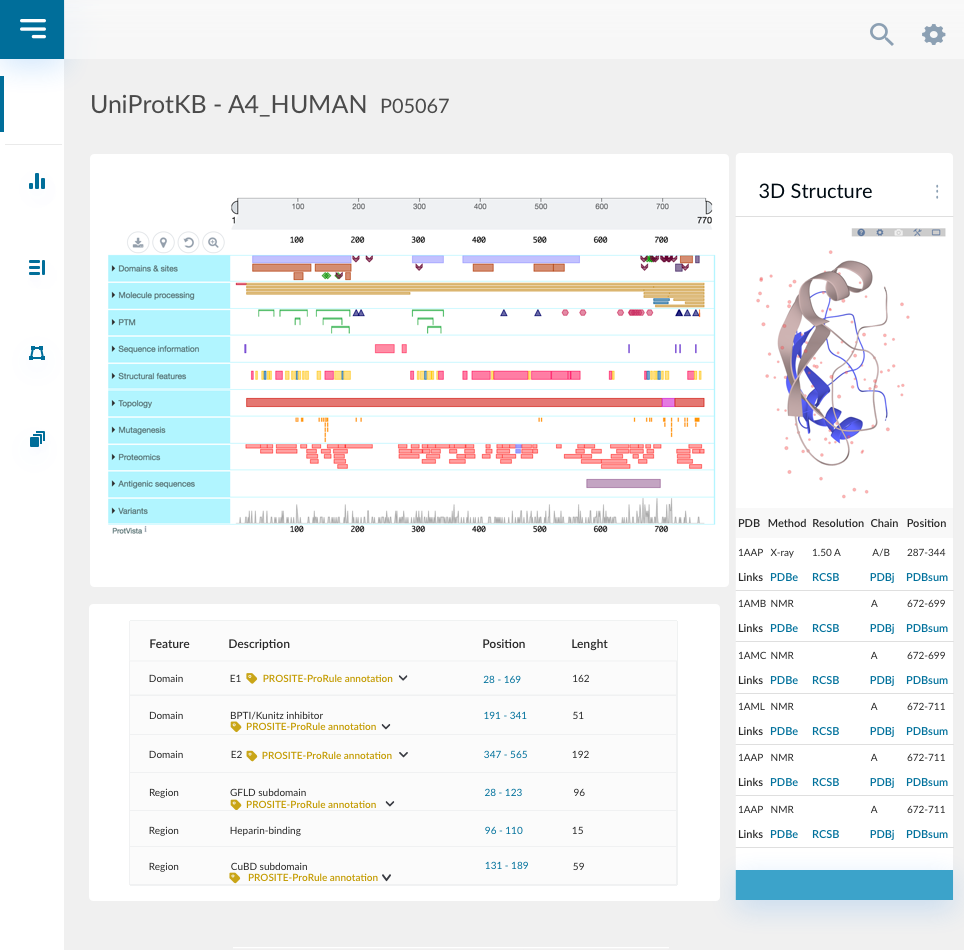 UniProtKB - A4_HUMAN P05067
100 200 300 400 500 600 700
1 770
100 200 300 400 500 600 700
Domains & sites
Molecule processing
PTM
Sequence information
Structural features
Topology
Mutagenesis
Proteomics
Antigenic sequences
Variants
ProtVista
100 200 300 400 500 600 700
Feature Description Position Lenght
Domain E1 PROSITE-ProRule annotation 28 - 169 162
Domain BPTI/Kunitz inhibitor 191 - 341 51
PROSITE-ProRule annotation
Domain E2 PROSITE-ProRule annotation 347 - 565 192
Region GFLD subdomain 28 - 123 96
PROSITE-ProRule annotation
Region Heparin-binding 96 - 110 15
Region CuBD subdomain 131 - 189 59
PROSITE-ProRule annotation
3D Structure
PDB Method Resolution Chain Position
1AAP X-ray 1.50 A A/B 287-344
Links PDBe RCSB PDBj PDBsum
1AMB NMR A 672-699
Links PDBe RCSB PDBj PDBsum
1AMC NMR A 672-699
Links PDBe RCSB PDBj PDBsum
1AML NMR A 672-711
Links PDBe RCSB PDBj PDBsum
1AAP NMR A 672-711
Links PDBe RCSB PDBj PDBsum
1AAP NMR A 672-711
Links PDBe RCSB PDBj PDBsum